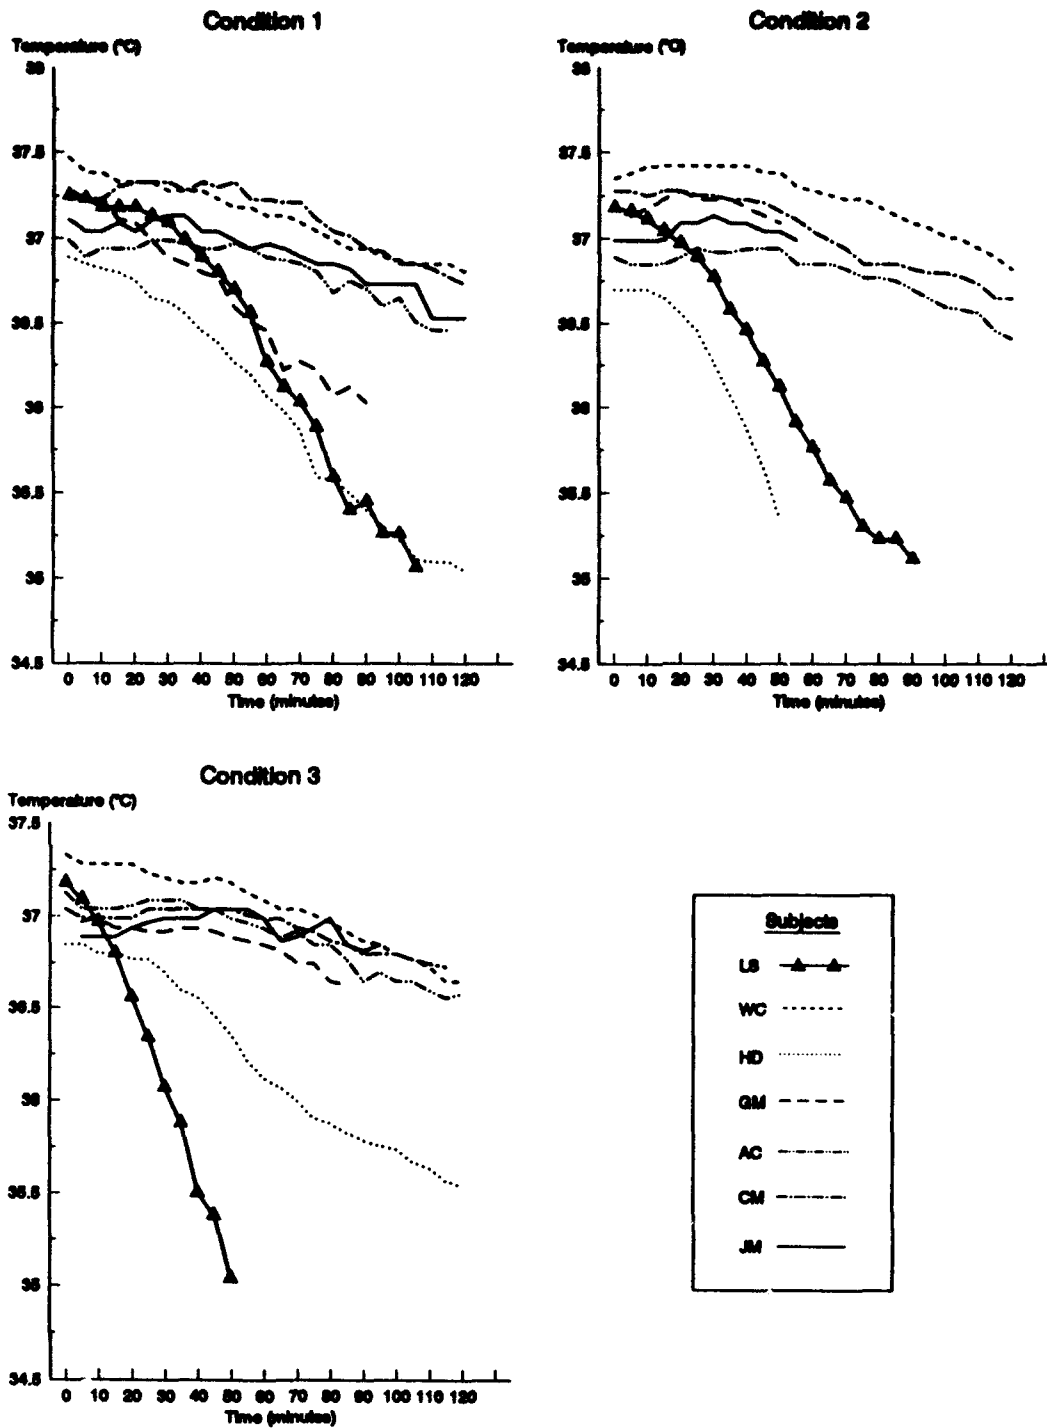 Condition 1
Temperature (°C)
38
37.5
37
36.5
36
35.5
35
34.5
0 10 20 30 40 50 60 70 80 90 100 110 120
Time (minutes)
Condition 2
Temperature (°C)
38
37.5
37
36.5
36
35.5
35
34.5
0 10 20 30 40 50 60 70 80 90 100 110 120
Time (minutes)
Condition 3
Temperature (°C)
37.5
37
36.5
36
35.5
35
34.5
0 10 20 30 40 50 60 70 80 90 100 110 120
Time (minutes)
Subjects
LS
WC
HD
GM
AC
CM
JM